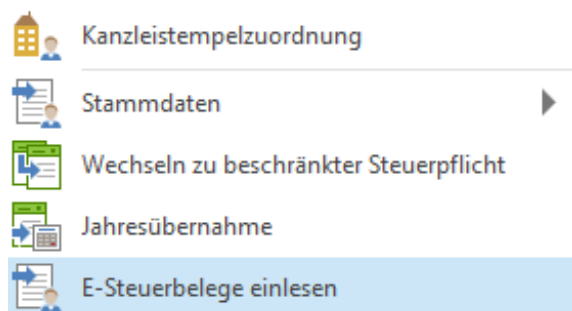 Kanzleistempelzuordnung
Stammdaten
Wechseln zu beschränkter Steuerpflicht
Jahresübernahme
E-Steuerbelege einlesen